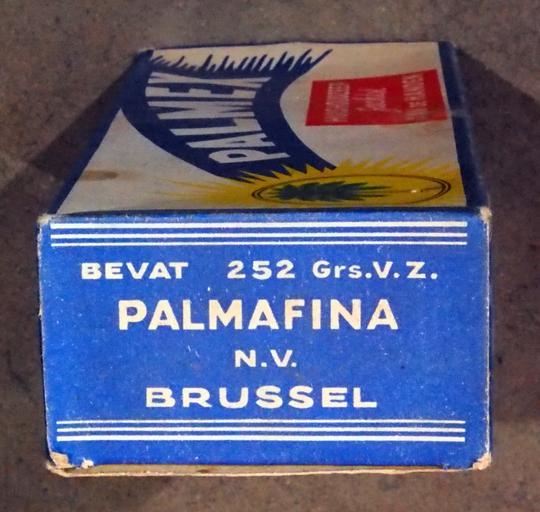 PALMEX
BEVAT 252 Grs.V.Z.
PALMAFINA
N.V.
BRUSSEL